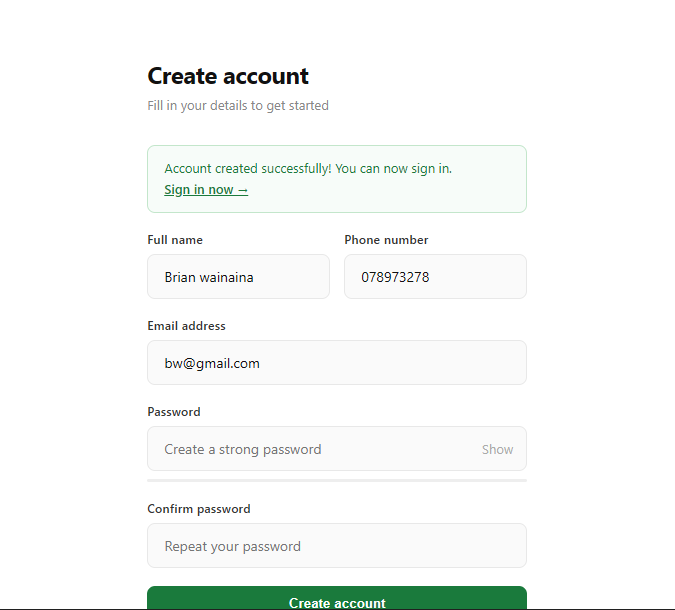 Create account
Fill in your details to get started
Account created successfully! You can now sign in.
Sign in now →
Full name
Phone number
Brian wainaina
078973278
Email address
bw@gmail.com
Password
Create a strong password
Show
Confirm password
Repeat your password
Create account